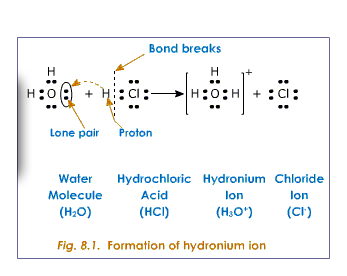 Bond breaks
H H +
H : O : + H : Cl : → [ H : O : H ] + : Cl :
Lone pair Proton
Water Hydrochloric Hydronium Chloride
Molecule Acid Ion Ion
(H₂O) (HCl) (H₃O⁺) (Cl⁻)
Fig. 8.1. Formation of hydronium ion